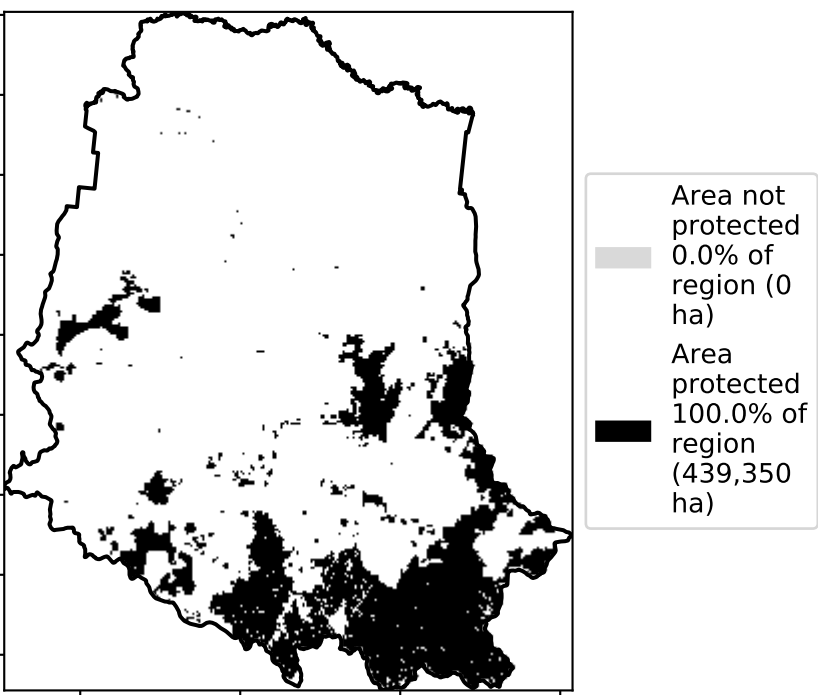 Area not
protected
0.0% of
region (0
ha)
Area
protected
100.0% of
region
(439,350
ha)